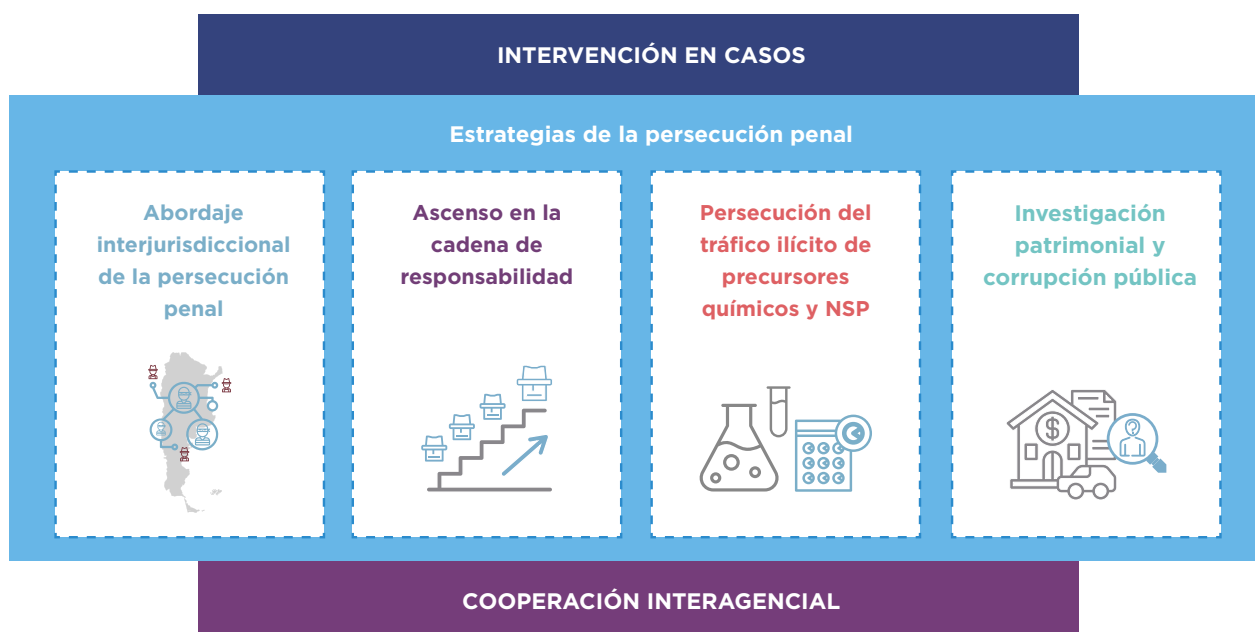 INTERVENCIÓN EN CASOS
Estrategias de la persecución penal
Abordaje
interjurisdiccional
de la persecución
penal
Ascenso en la
cadena de
responsabilidad
Persecución del
tráfico ilícito de
precursores
químicos y NSP
Investigación
patrimonial y
corrupción pública
$
COOPERACIÓN INTERAGENCIAL